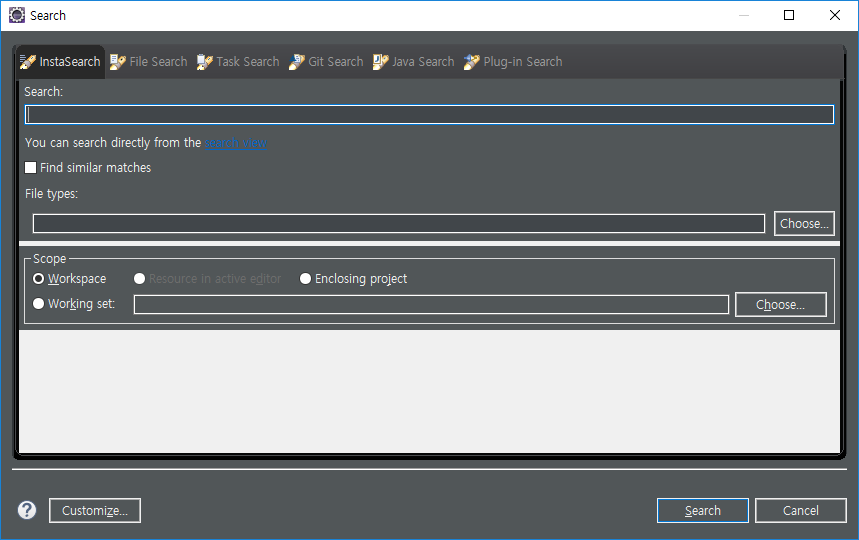 Search
InstaSearch File Search Task Search Git Search Java Search Plug-in Search
Search:
You can search directly from the search view
Find similar matches
File types:
Choose...
Scope
Workspace Resource in active editor Enclosing project
Working set: Choose...
? Customize... Search Cancel